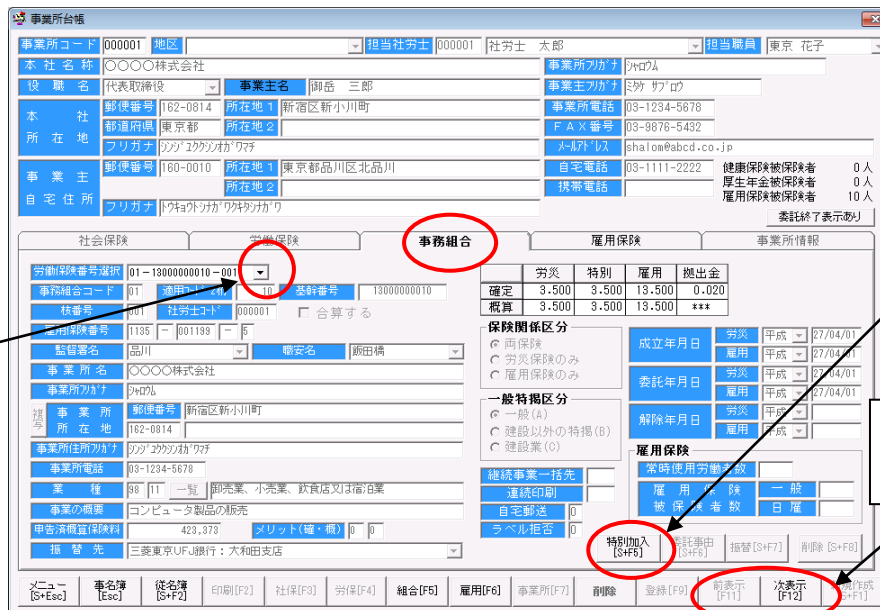 事業所台帳
事業所コード 000001 地区 担当社労士 000001 社労士 太郎 担当職員 東京 花子
本社名称 〇〇〇〇株式会社 事業所フリガナ シャロウム
役職名 代表取締役 事業主名 御岳 三郎 事業主フリガナ ミタケ サブロウ
本社所在地 郵便番号 162-0814 所在地1 新宿区新小川町 事業所電話 03-1234-5678
都道府県 東京都 所在地2 FAX番号 03-9876-5432
フリガナ シンジュククシンオガワマチ メールアドレス shalom@abcd.co.jp
事業主自宅住所 郵便番号 160-0010 所在地1 東京都品川区北品川 自宅電話 03-1111-2222 健康保険被保険者 0人
所在地2 携帯電話 厚生年金被保険者 0人
フリガナ トウキョウトシナガワクキタシナガワ 雇用保険被保険者 10人
委託終了表示あり
社会保険 労働保険 事務組合 雇用保険 事業所情報
労働保険番号選択 01-13000000010-001
事務組合コード 01 10 基幹番号 13000000010
枝番号 001 社労士コード 000001 合算する
雇用保険番号 1135 - 001199 - 5
監督署名 品川 職安名 飯田橋
事業所名 〇〇〇〇株式会社
事業所フリガナ シャロウム
複写 事業所所在地 郵便番号 新宿区新小川町
162-0814
事業所住所フリガナ シンジュククシンオガワマチ
事業所電話 03-1234-5678
業種 98 11 一覧 卸売業、小売業、飲食店又は宿泊業
事業の概要 コンピュータ製品の販売
申告済概算保険料 423,373 メリット(確・概) 0 0
振替先 三菱東京UFJ銀行:大和田支店
労災 特別 雇用 拠出金
確定 3.500 3.500 13.500 0.020
概算 3.500 3.500 13.500 ***
保険関係区分
両保険
労災保険のみ
雇用保険のみ
一般特掲区分
一般(A)
建設以外の特掲(B)
建設業(C)
継続事業一括先
連続印刷
自宅郵送 0
ラベル拒否 0
成立年月日 労災 平成 27/04/01
雇用 平成 27/04/01
委託年月日 労災 平成 27/04/01
雇用 平成 27/04/01
解除年月日 労災 平成
雇用 平成
雇用保険
常時使用労働者数
雇用保険被保険者数 一般
日雇
特別加入[S+F5] 委託事由[S+F6] 振替[S+F7] 削除[S+F8]
メニュー[S+Esc] 事名簿[Esc] 従名簿[S+F2] 印刷[F2] 社保[F3] 労保[F4] 組合[F5] 雇用[F6] 事業所[F7] 削除 登録[F9] 前表示[F11] 次表示[F12] 規作成[S+F1]